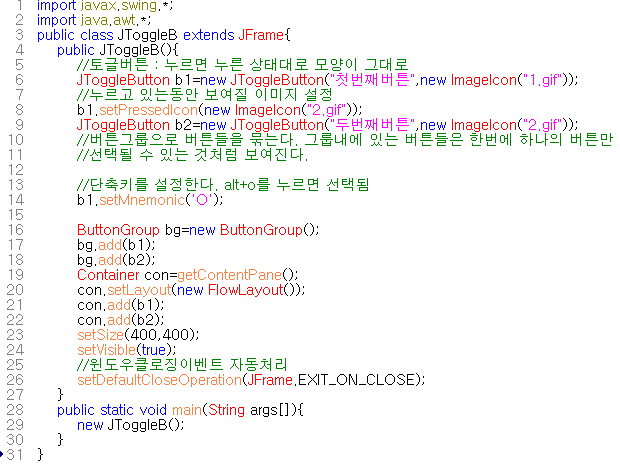 1 import javax.swing.*;
2 import java.awt.*;
3 public class JToggleB extends JFrame{
4 public JToggleB(){
5 //토글버튼 : 누르면 누른 상태대로 모양이 그대로
6 JToggleButton b1=new JToggleButton("첫번째버튼",new ImageIcon("1.gif"));
7 //누르고 있는동안 보여질 이미지 설정
8 b1.setPressedIcon(new ImageIcon("2.gif"));
9 JToggleButton b2=new JToggleButton("두번째버튼",new ImageIcon("2.gif"));
10 //버튼그룹으로 버튼들을 묶는다. 그룹내에 있는 버튼들은 한번에 하나의 버튼만
11 //선택될 수 있는 것처럼 보여진다.
12
13 //단축키를 설정한다. alt+o를 누르면 선택됨
14 b1.setMnemonic('O');
15
16 ButtonGroup bg=new ButtonGroup();
17 bg.add(b1);
18 bg.add(b2);
19 Container con=getContentPane();
20 con.setLayout(new FlowLayout());
21 con.add(b1);
22 con.add(b2);
23 setSize(400,400);
24 setVisible(true);
25 //윈도우클로징이벤트 자동처리
26 setDefaultCloseOperation(JFrame.EXIT_ON_CLOSE);
27 }
28 public static void main(String args[]){
29 new JToggleB();
30 }
31 }